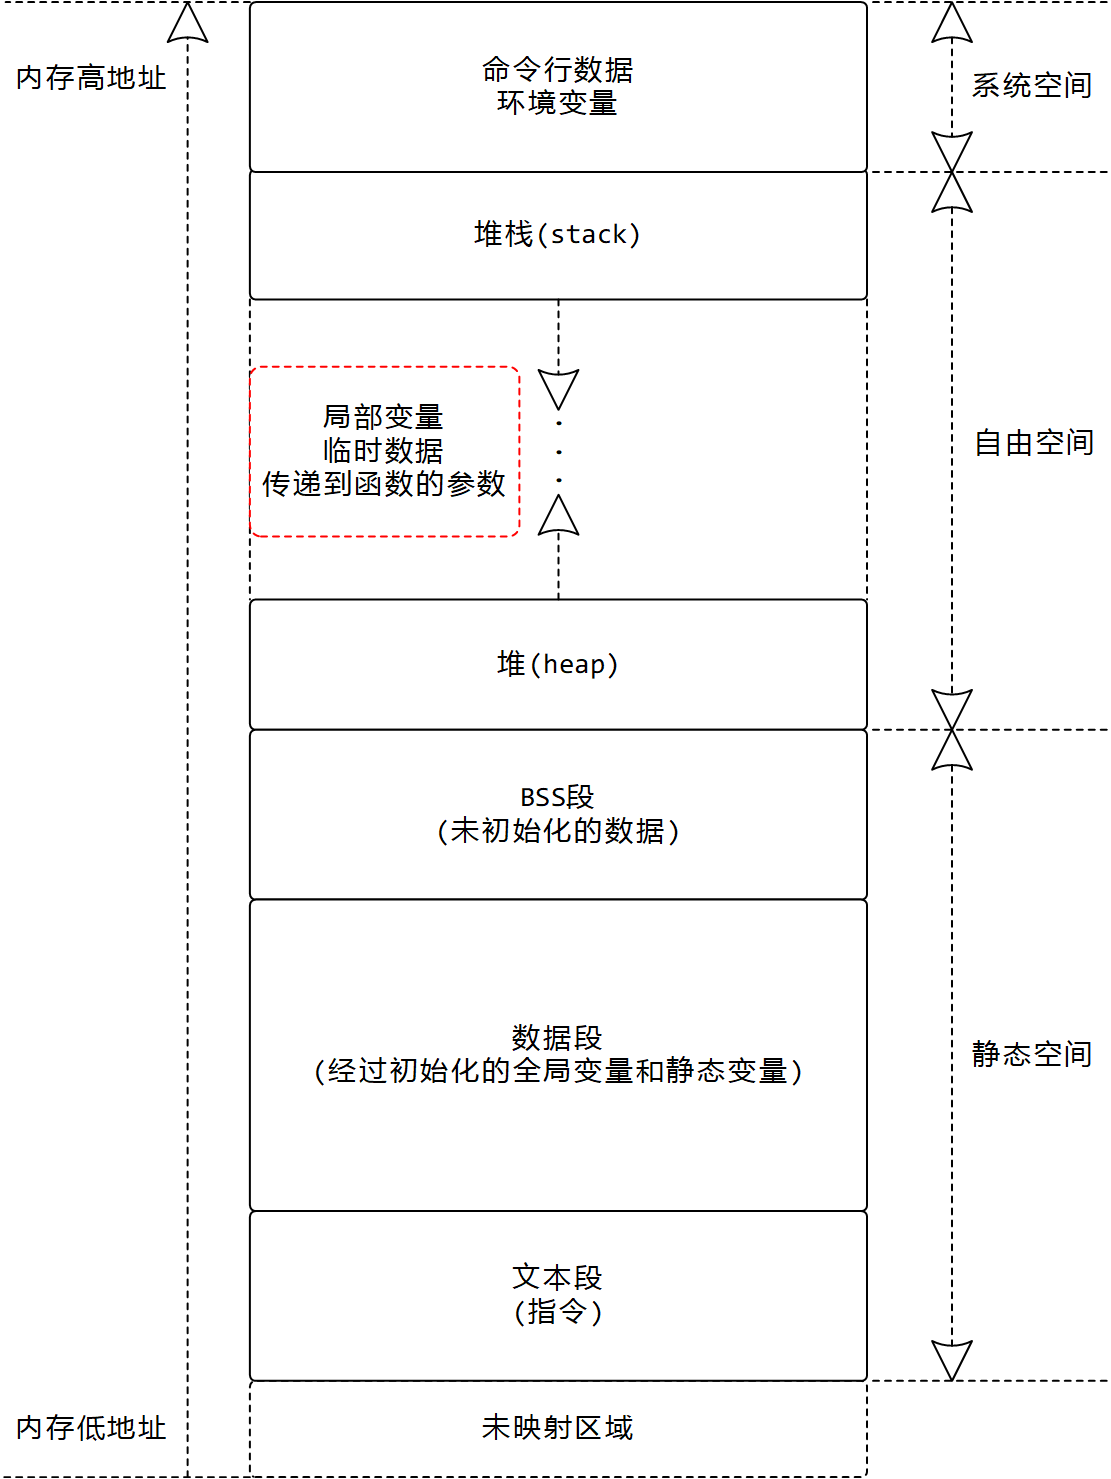 内存高地址
命令行数据
环境变量
系统空间
堆栈(stack)
局部变量
临时数据
传递到函数的参数
.
.
.
自由空间
堆(heap)
BSS段
(未初始化的数据)
数据段
(经过初始化的全局变量和静态变量)
静态空间
文本段
(指令)
内存低地址
未映射区域